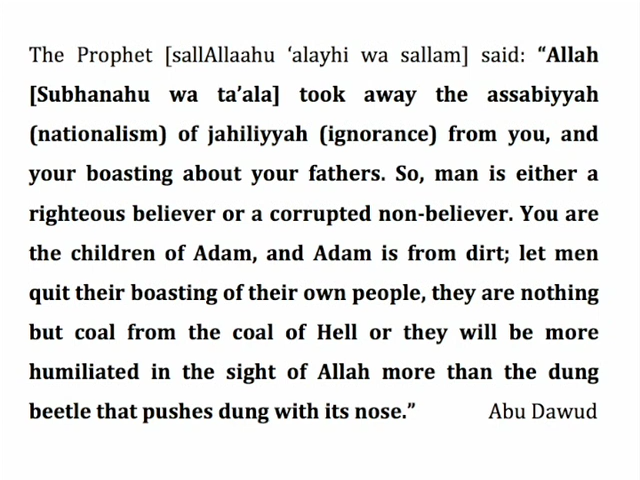 The Prophet [sallAllaahu ‘alayhi wa sallam] said: “Allah
[Subhanahu wa ta’ala] took away the assabiyyah
(nationalism) of jahiliyyah (ignorance) from you, and
your boasting about your fathers. So, man is either a
righteous believer or a corrupted non-believer. You are
the children of Adam, and Adam is from dirt; let men
quit their boasting of their own people, they are nothing
but coal from the coal of Hell or they will be more
humiliated in the sight of Allah more than the dung
beetle that pushes dung with its nose.” Abu Dawud